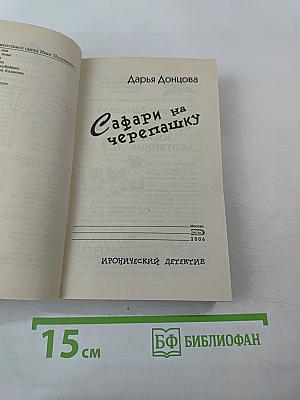 Дарья Донцова
Сафари на
черепашку
Москва
2006
ИРОНИЧЕСКИЙ ДЕТЕКТИВ
15 см
БФ БИБЛИОФАН